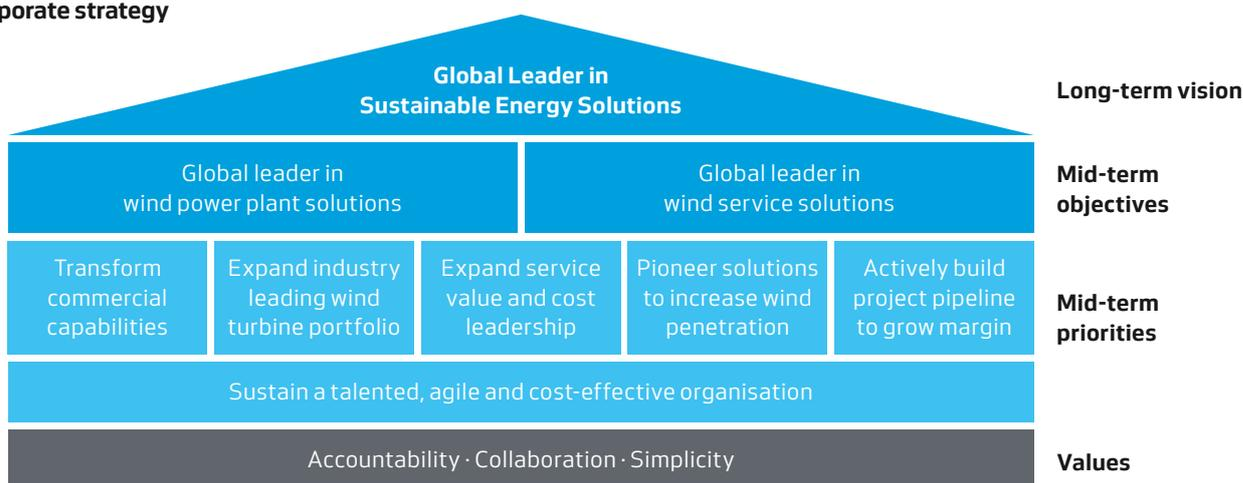 porate strategy
Global Leader in
Sustainable Energy Solutions
Long-term vision
Global leader in
wind power plant solutions
Global leader in
wind service solutions
Mid-term
objectives
Transform
commercial
capabilities
Expand industry
leading wind
turbine portfolio
Expand service
value and cost
leadership
Pioneer solutions
to increase wind
penetration
Actively build
project pipeline
to grow margin
Mid-term
priorities
Sustain a talented, agile and cost-effective organisation
Accountability · Collaboration · Simplicity
Values